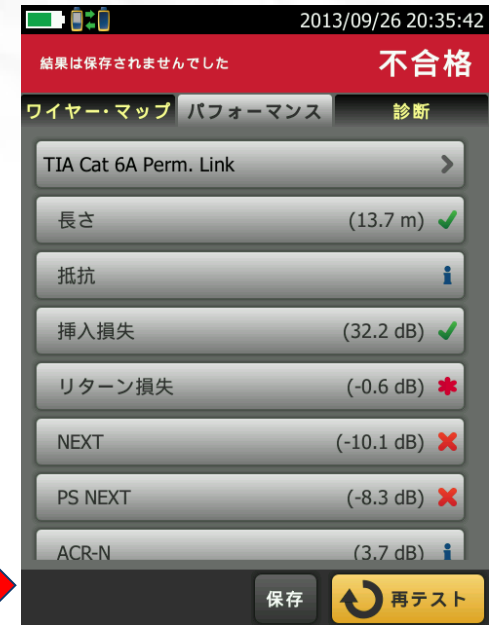 2013/09/26 20:35:42
結果は保存されませんでした 不合格
ワイヤー・マップ パフォーマンス 診断
TIA Cat 6A Perm. Link
長さ (13.7 m)
抵抗
挿入損失 (32.2 dB)
リターン損失 (-0.6 dB)
NEXT (-10.1 dB)
PS NEXT (-8.3 dB)
ACR-N (3.7 dB)
保存 再テスト